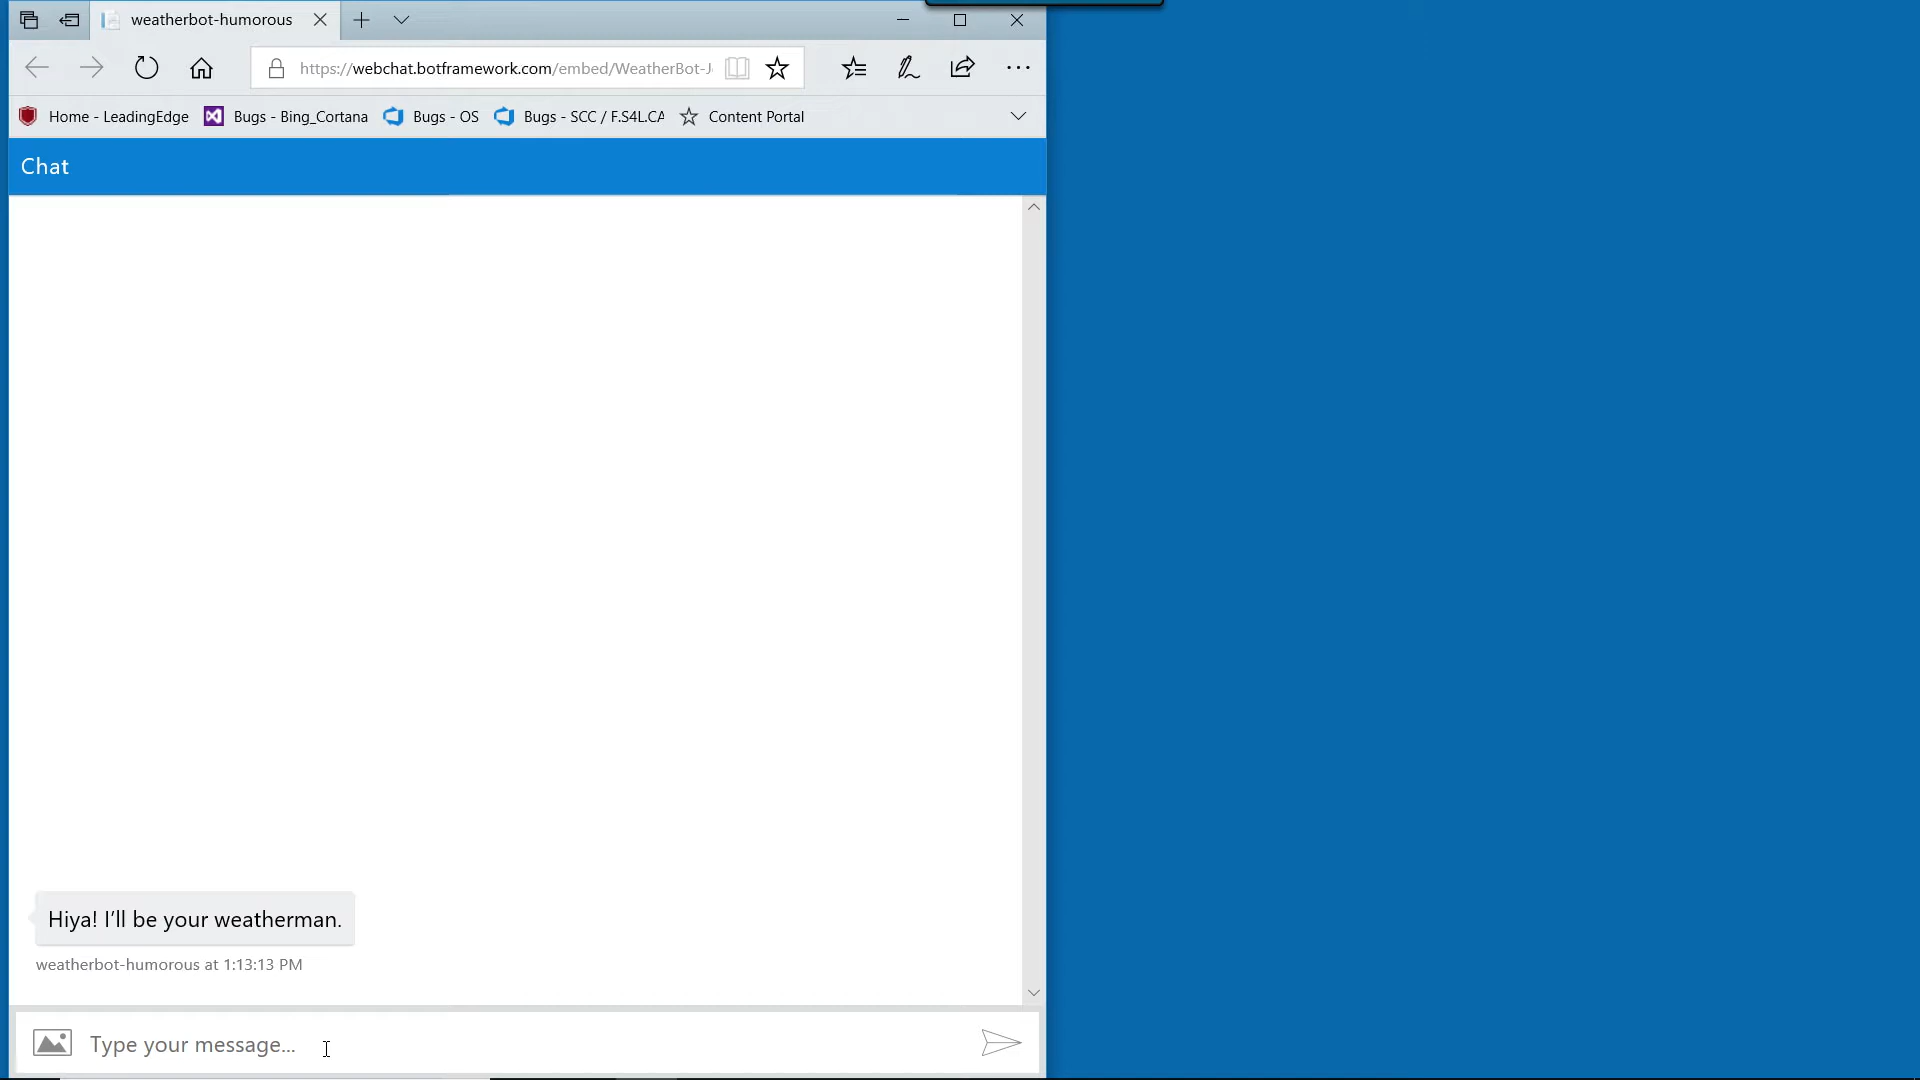 weatherbot-humorous
https://webchat.botframework.com/embed/WeatherBot-J
Home - LeadingEdge Bugs - Bing_Cortana Bugs - OS Bugs - SCC / F.S4L.CA Content Portal
Chat
Hiya! I'll be your weatherman.
weatherbot-humorous at 1:13:13 PM
Type your message...